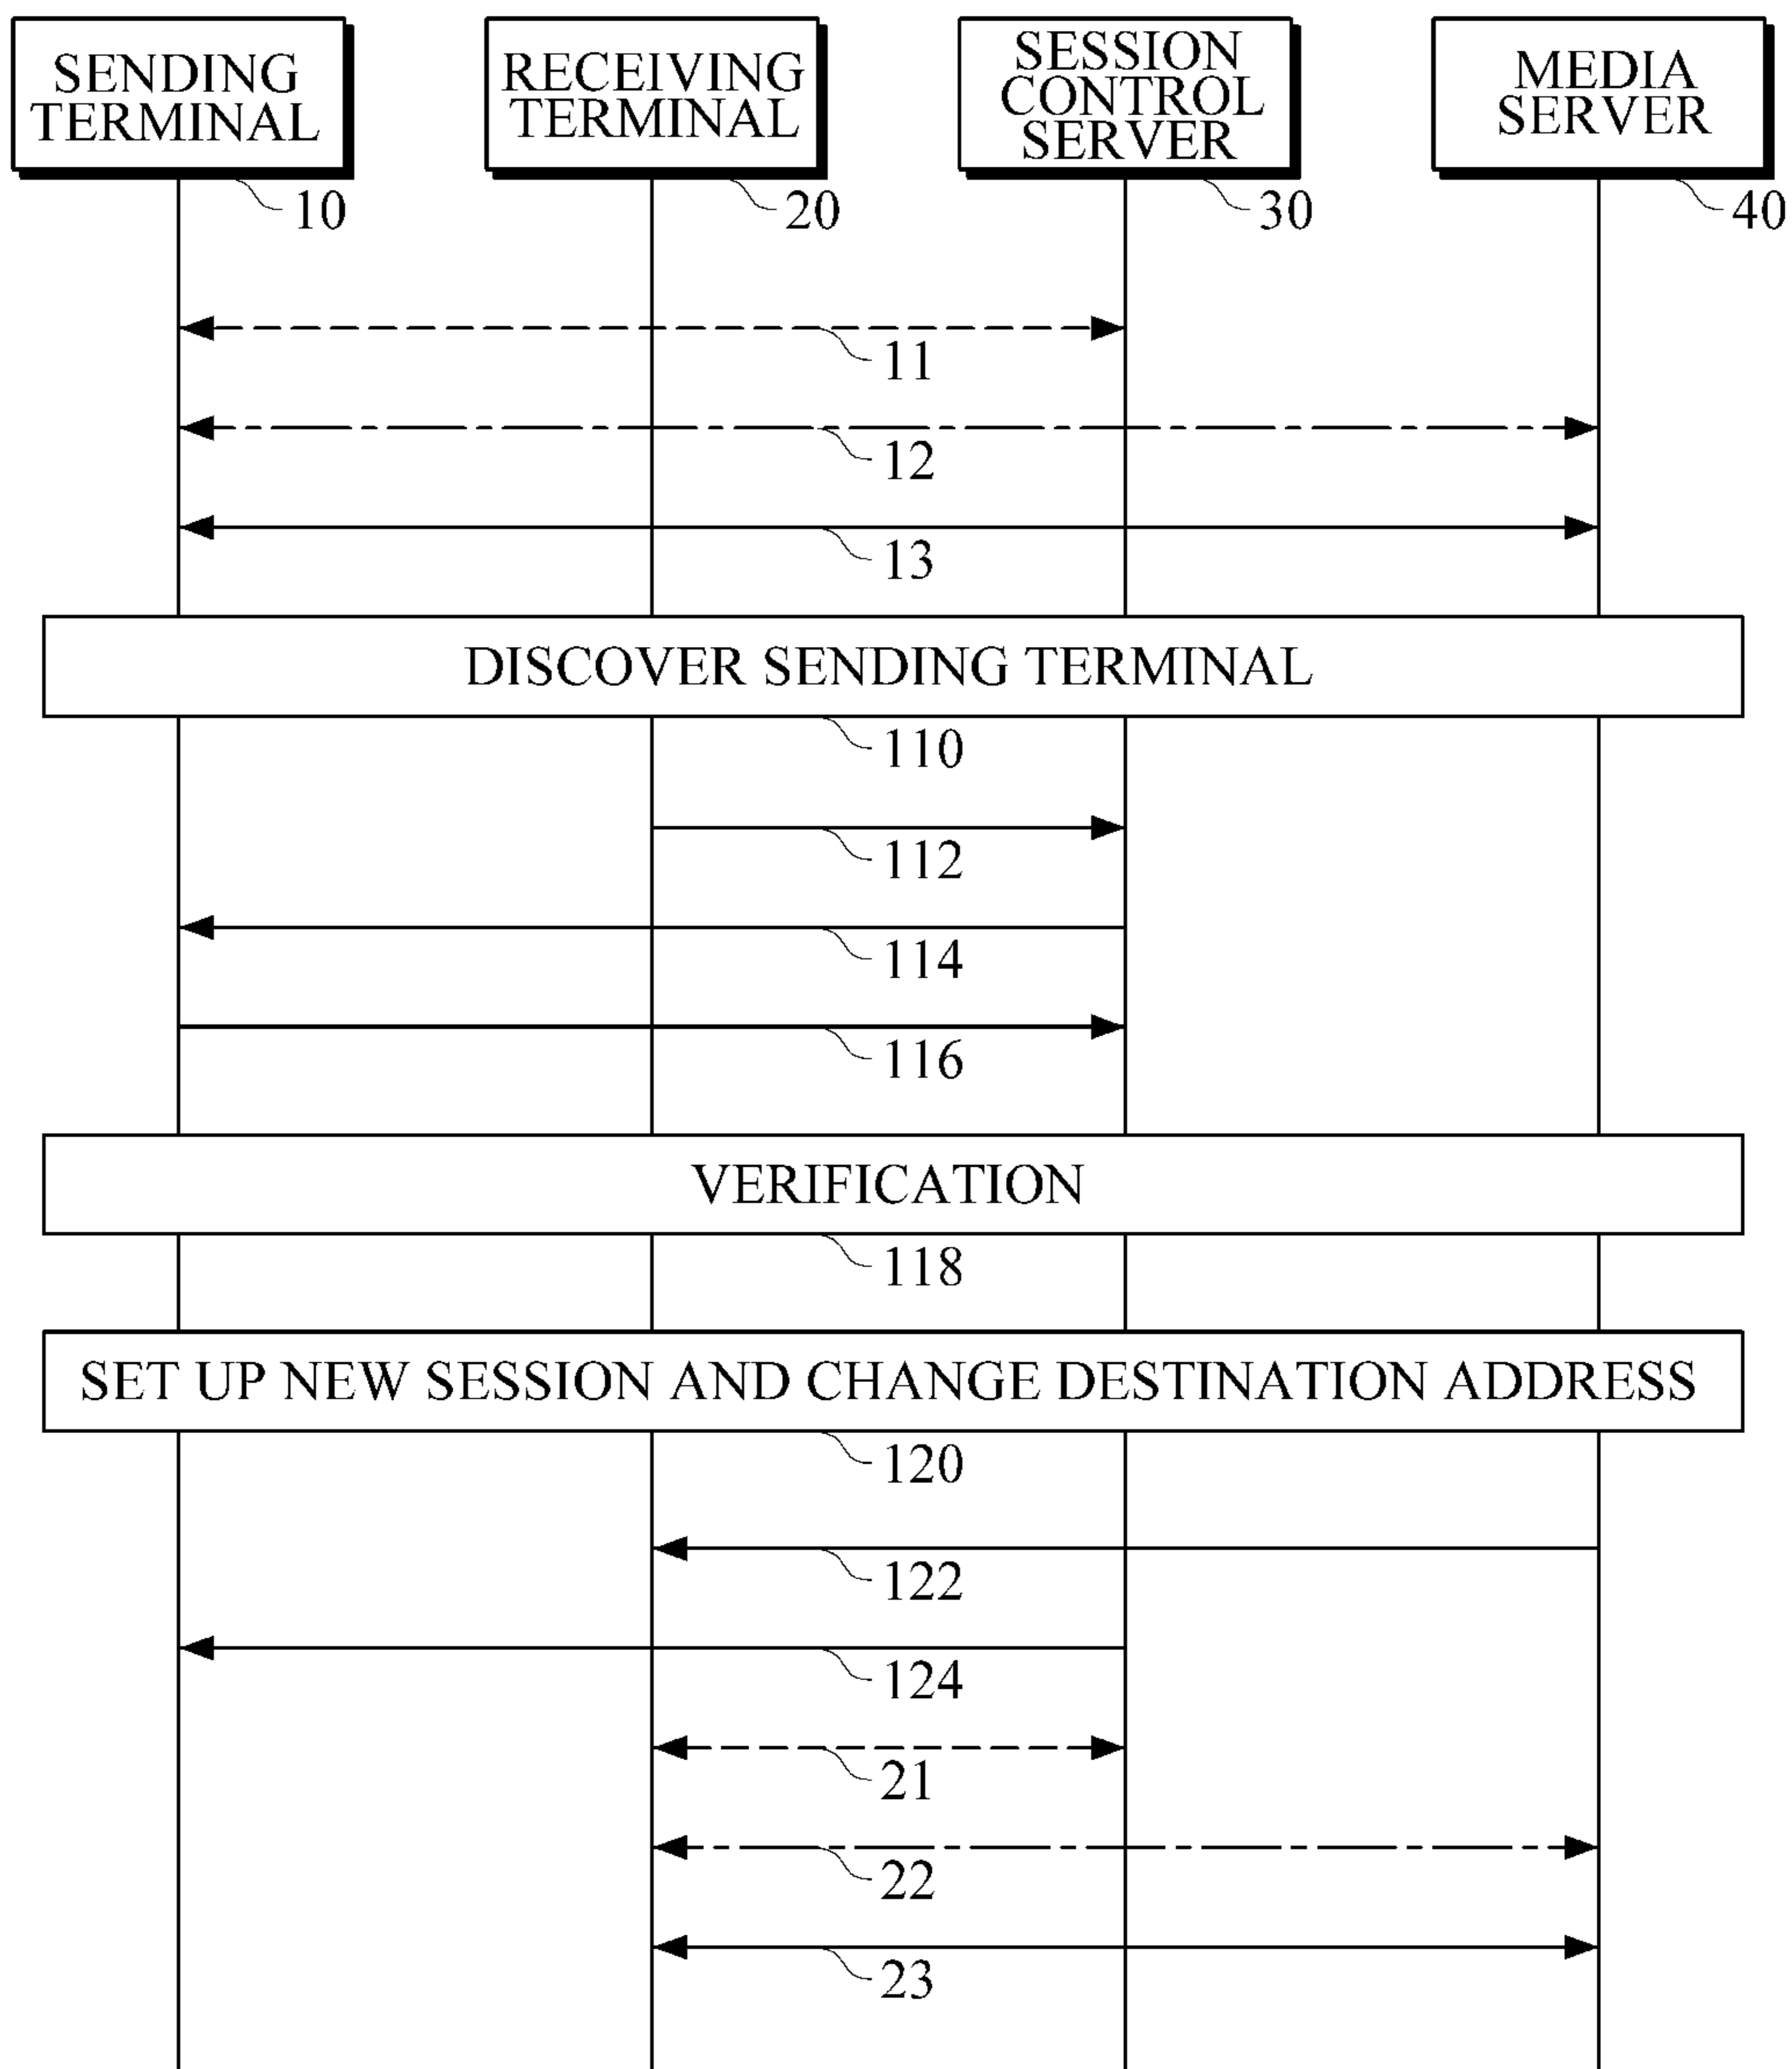 SENDING
TERMINAL
RECEIVING
TERMINAL
SESSION
CONTROL
SERVER
MEDIA
SERVER
10
20
30
40
11
12
13
DISCOVER SENDING TERMINAL
110
112
114
116
VERIFICATION
118
SET UP NEW SESSION AND CHANGE DESTINATION ADDRESS
120
122
124
21
22
23